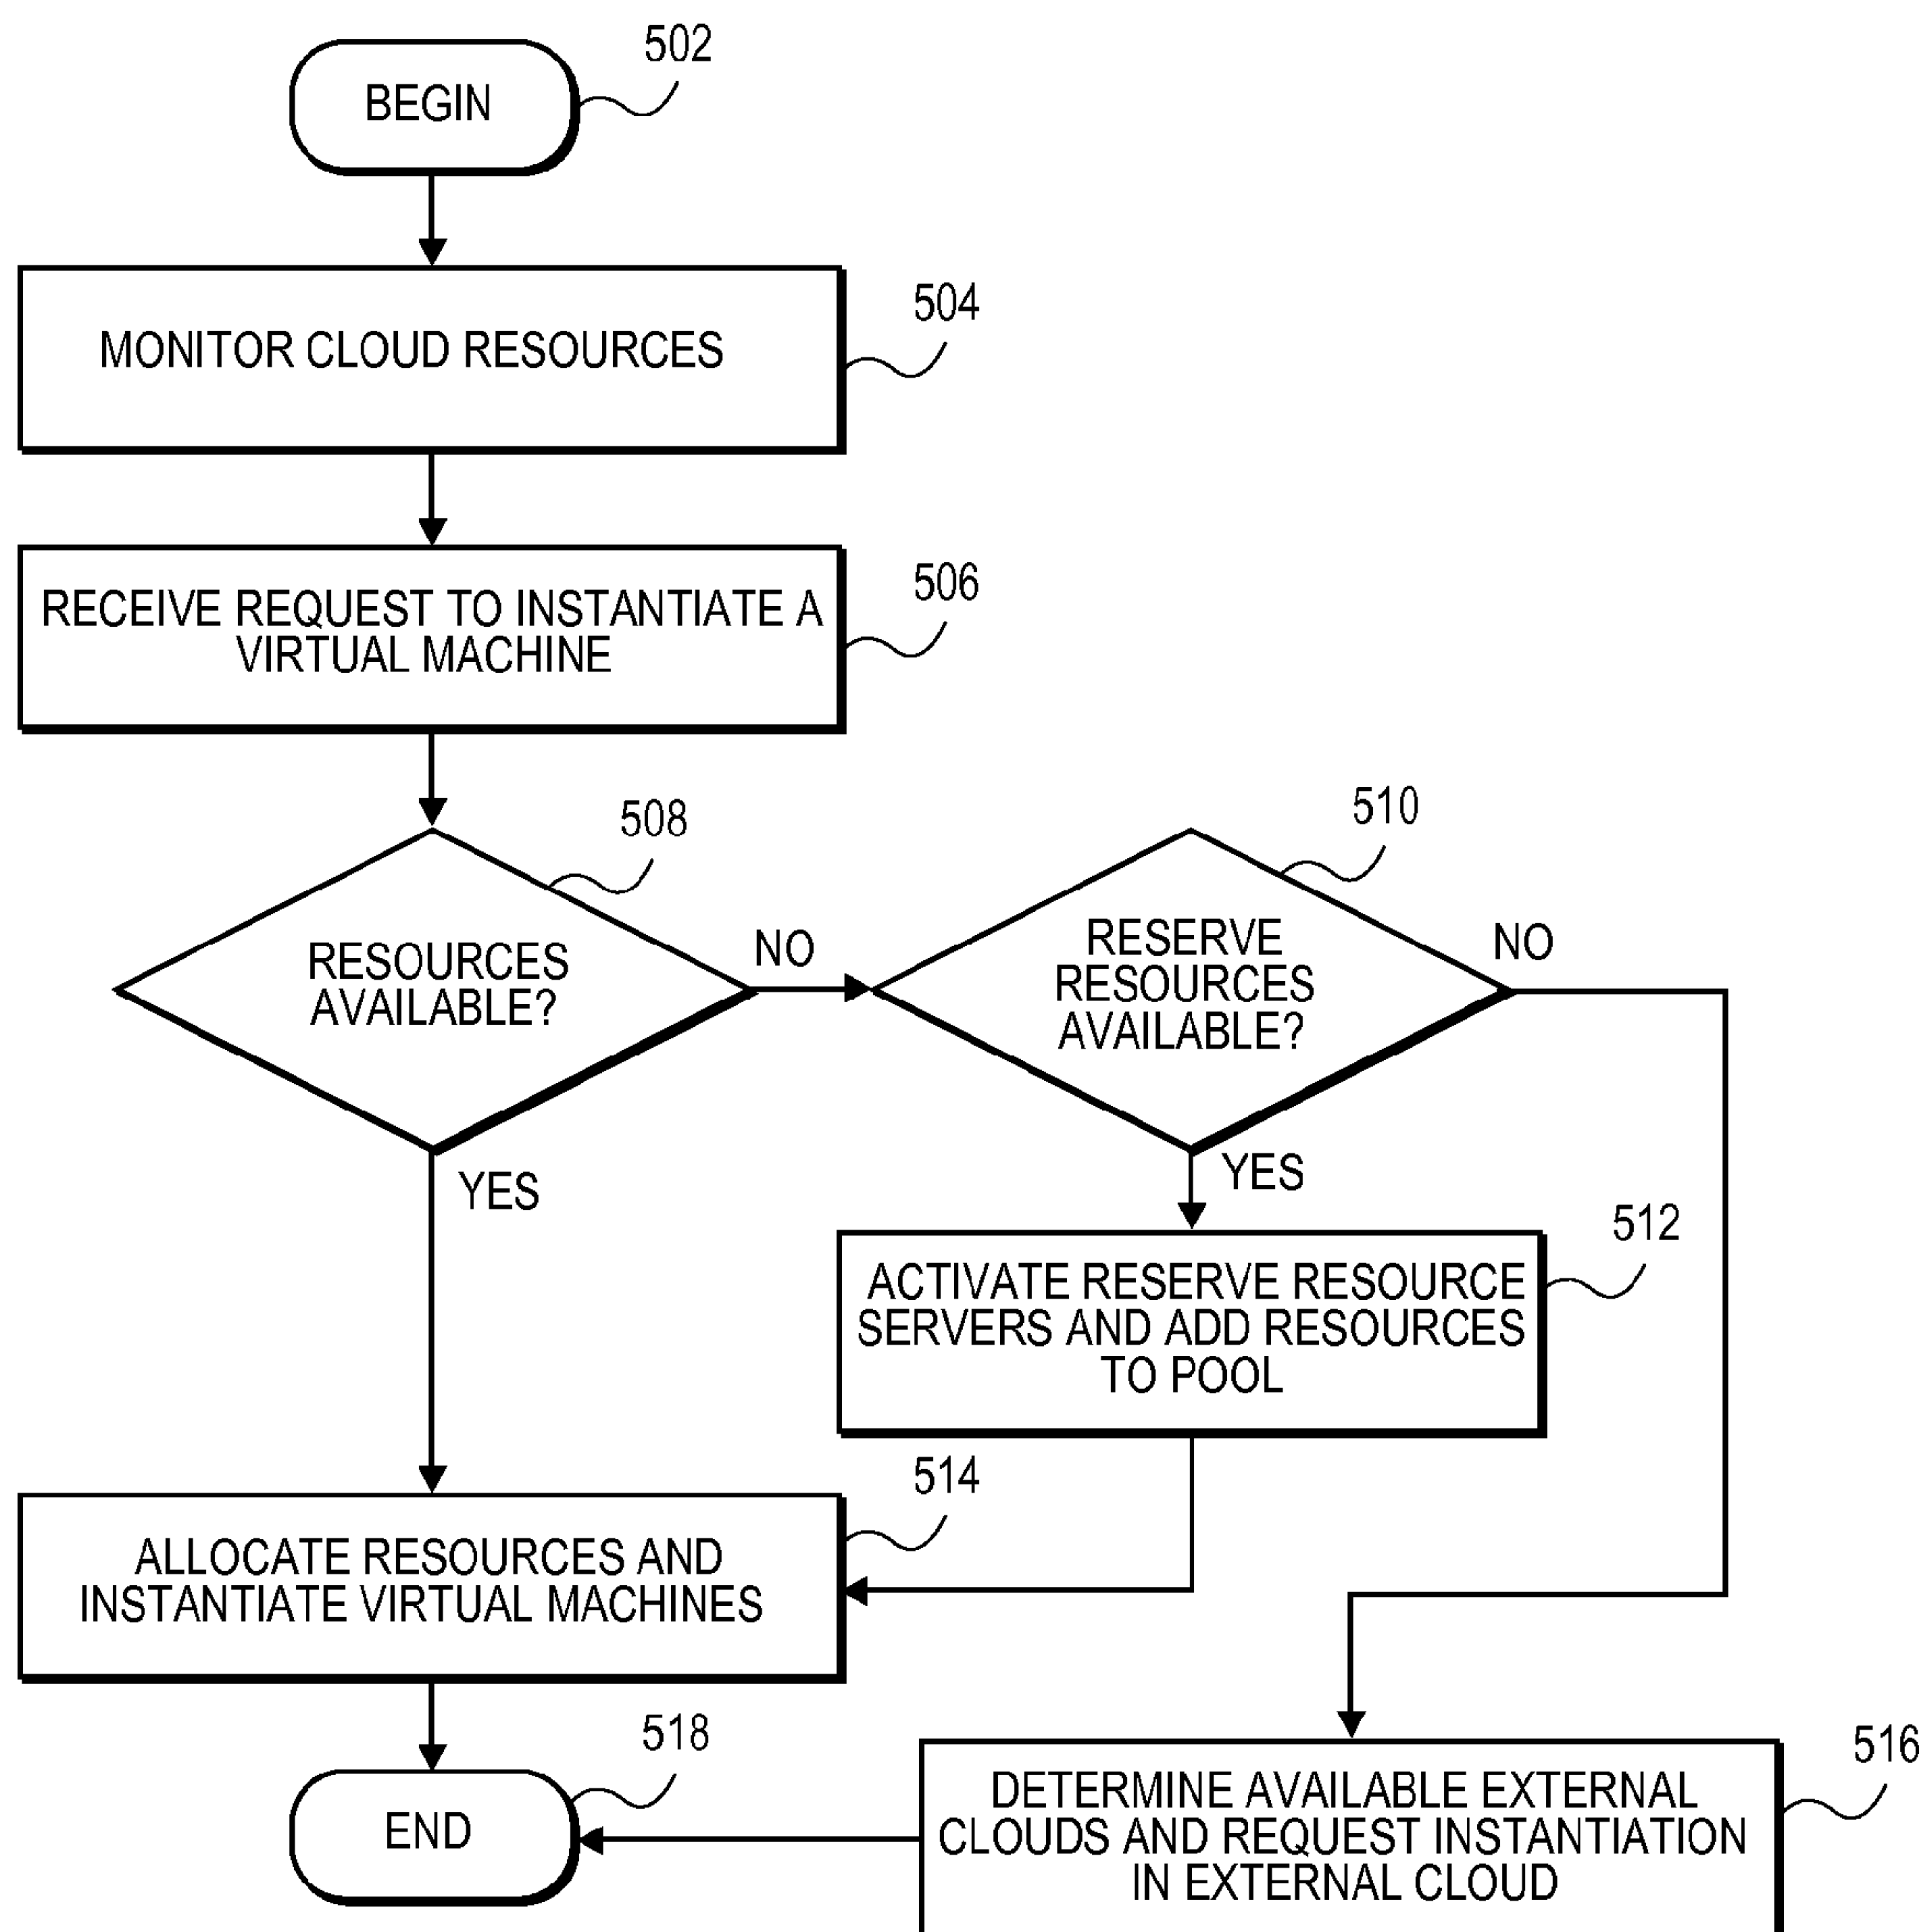 502
BEGIN
504
MONITOR CLOUD RESOURCES
506
RECEIVE REQUEST TO INSTANTIATE A
VIRTUAL MACHINE
508
RESOURCES
AVAILABLE?
NO
YES
510
RESERVE
RESOURCES
AVAILABLE?
NO
YES
512
ACTIVATE RESERVE RESOURCE
SERVERS AND ADD RESOURCES
TO POOL
514
ALLOCATE RESOURCES AND
INSTANTIATE VIRTUAL MACHINES
518
END
516
DETERMINE AVAILABLE EXTERNAL
CLOUDS AND REQUEST INSTANTIATION
IN EXTERNAL CLOUD